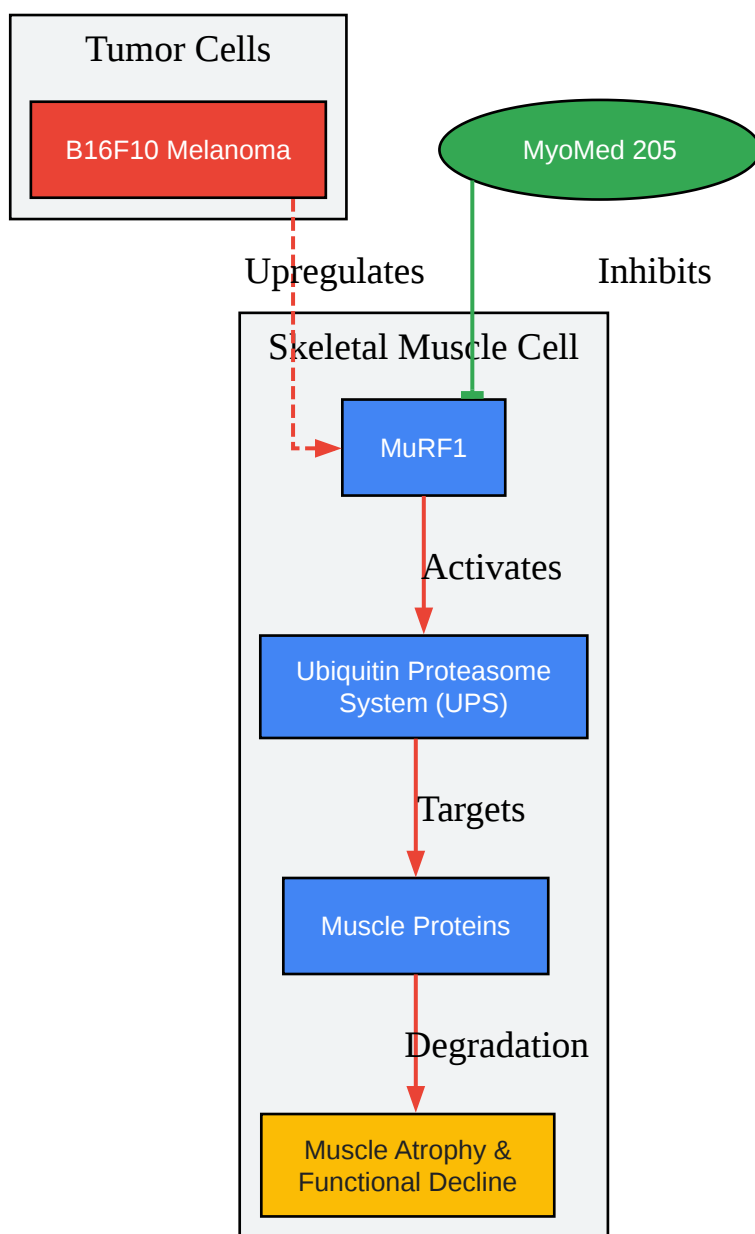 Tumor Cells
B16F10 Melanoma
MyoMed 205
Upregulates
Inhibits
Skeletal Muscle Cell
MuRF1
Activates
Ubiquitin Proteasome
System (UPS)
Targets
Muscle Proteins
Degradation
Muscle Atrophy &
Functional Decline